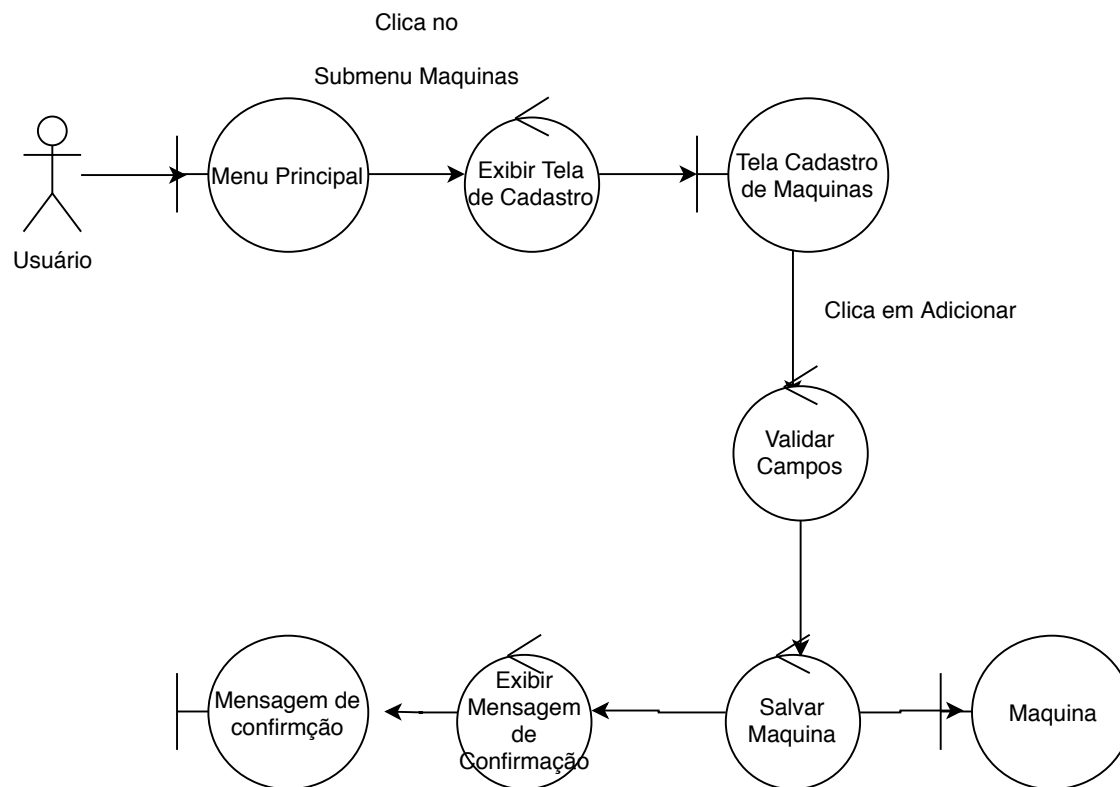 Clica no
Submenu Maquinas
Menu Principal
Exibir Tela
de Cadastro
Tela Cadastro
de Maquinas
Usuário
Clica em Adicionar
Validar
Campos
Mensagem de
confirmção
Exibir
Mensagem
de
Confirmação
Salvar
Maquina
Maquina